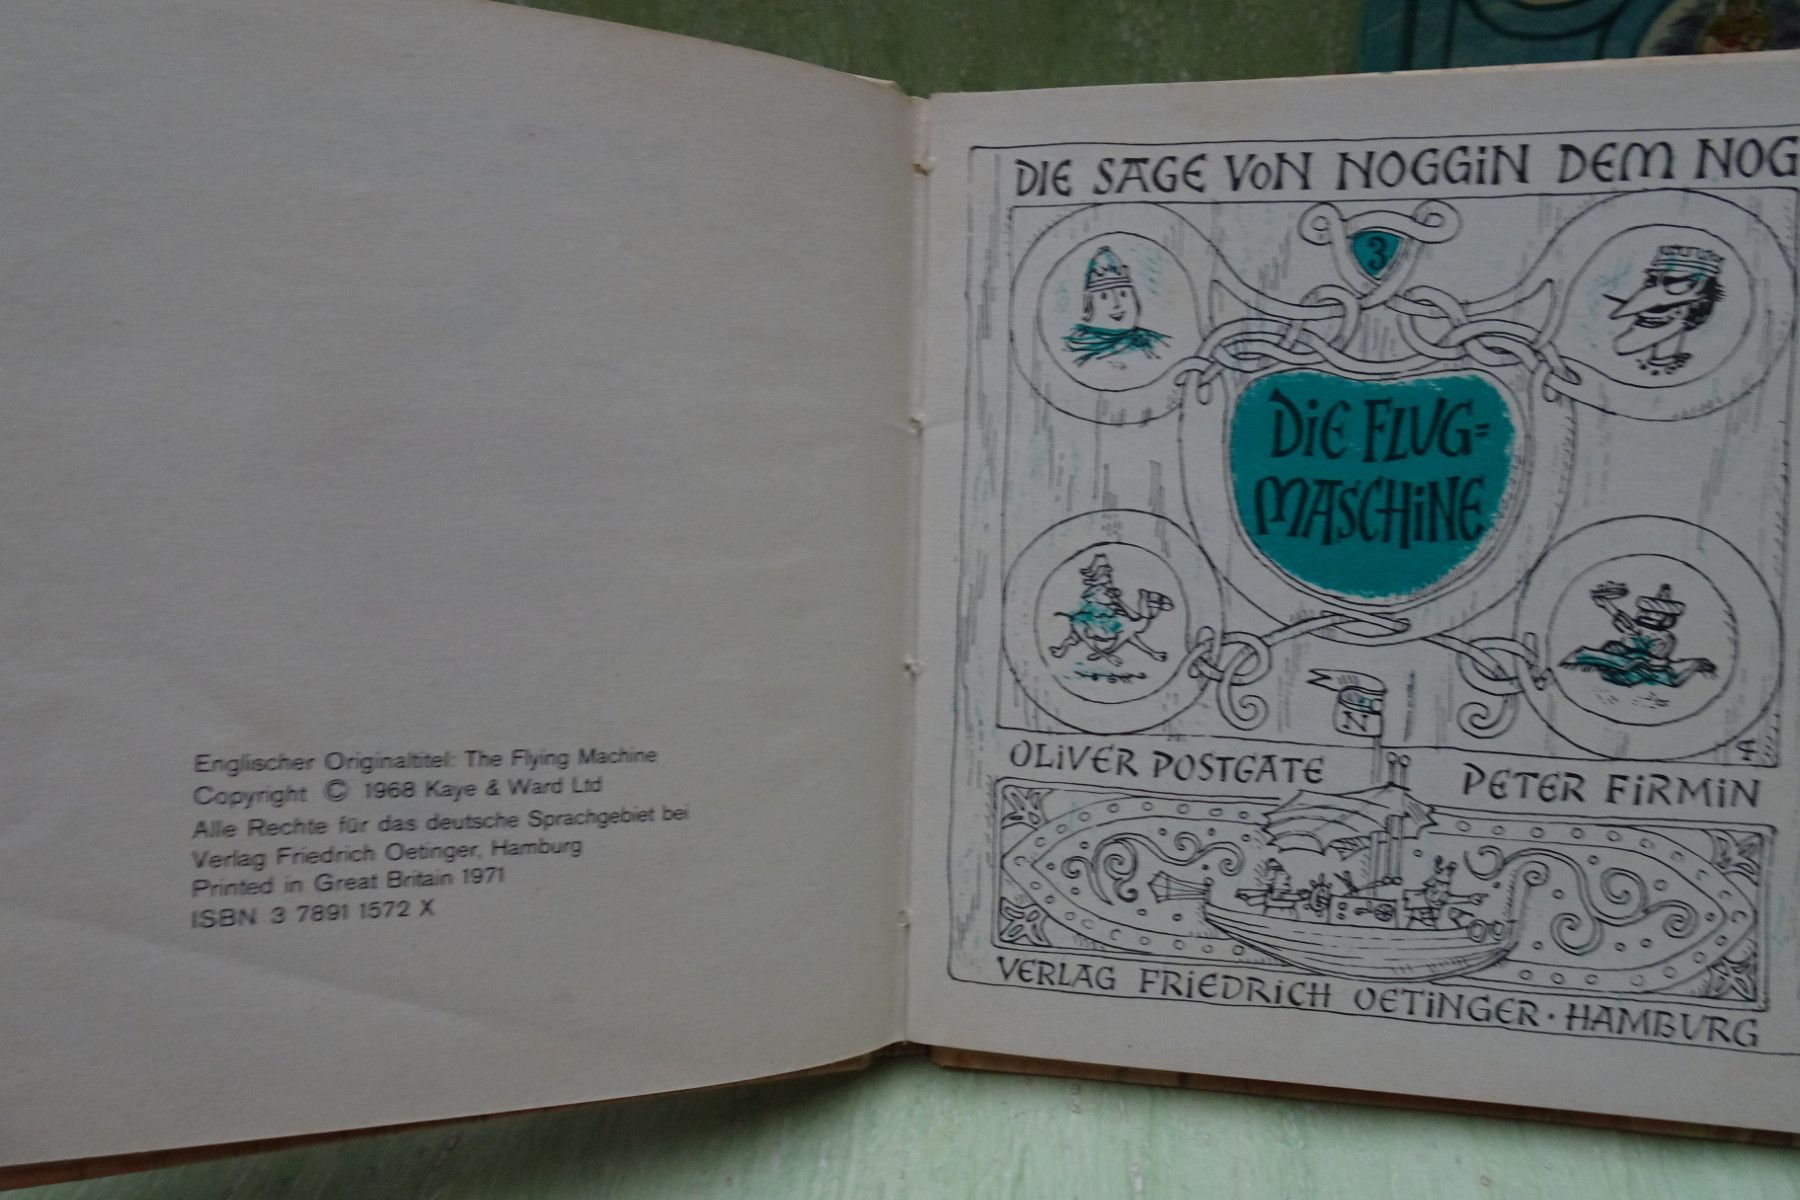 Englischer Originaltitel: The Flying Machine
Copyright © 1968 Kaye & Ward Ltd
Alle Rechte für das deutsche Sprachgebiet bei
Verlag Friedrich Oetinger, Hamburg
Printed in Great Britain 1971
ISBN 3 7891 1572 X
DIE SAGE VON NOGGIN DEM NOG
3
DIE FLUG=
MASCHINE
N
OLIVER POSTGATE
PETER FIRMIN
VERLAG FRIEDRICH OETINGER · HAMBURG